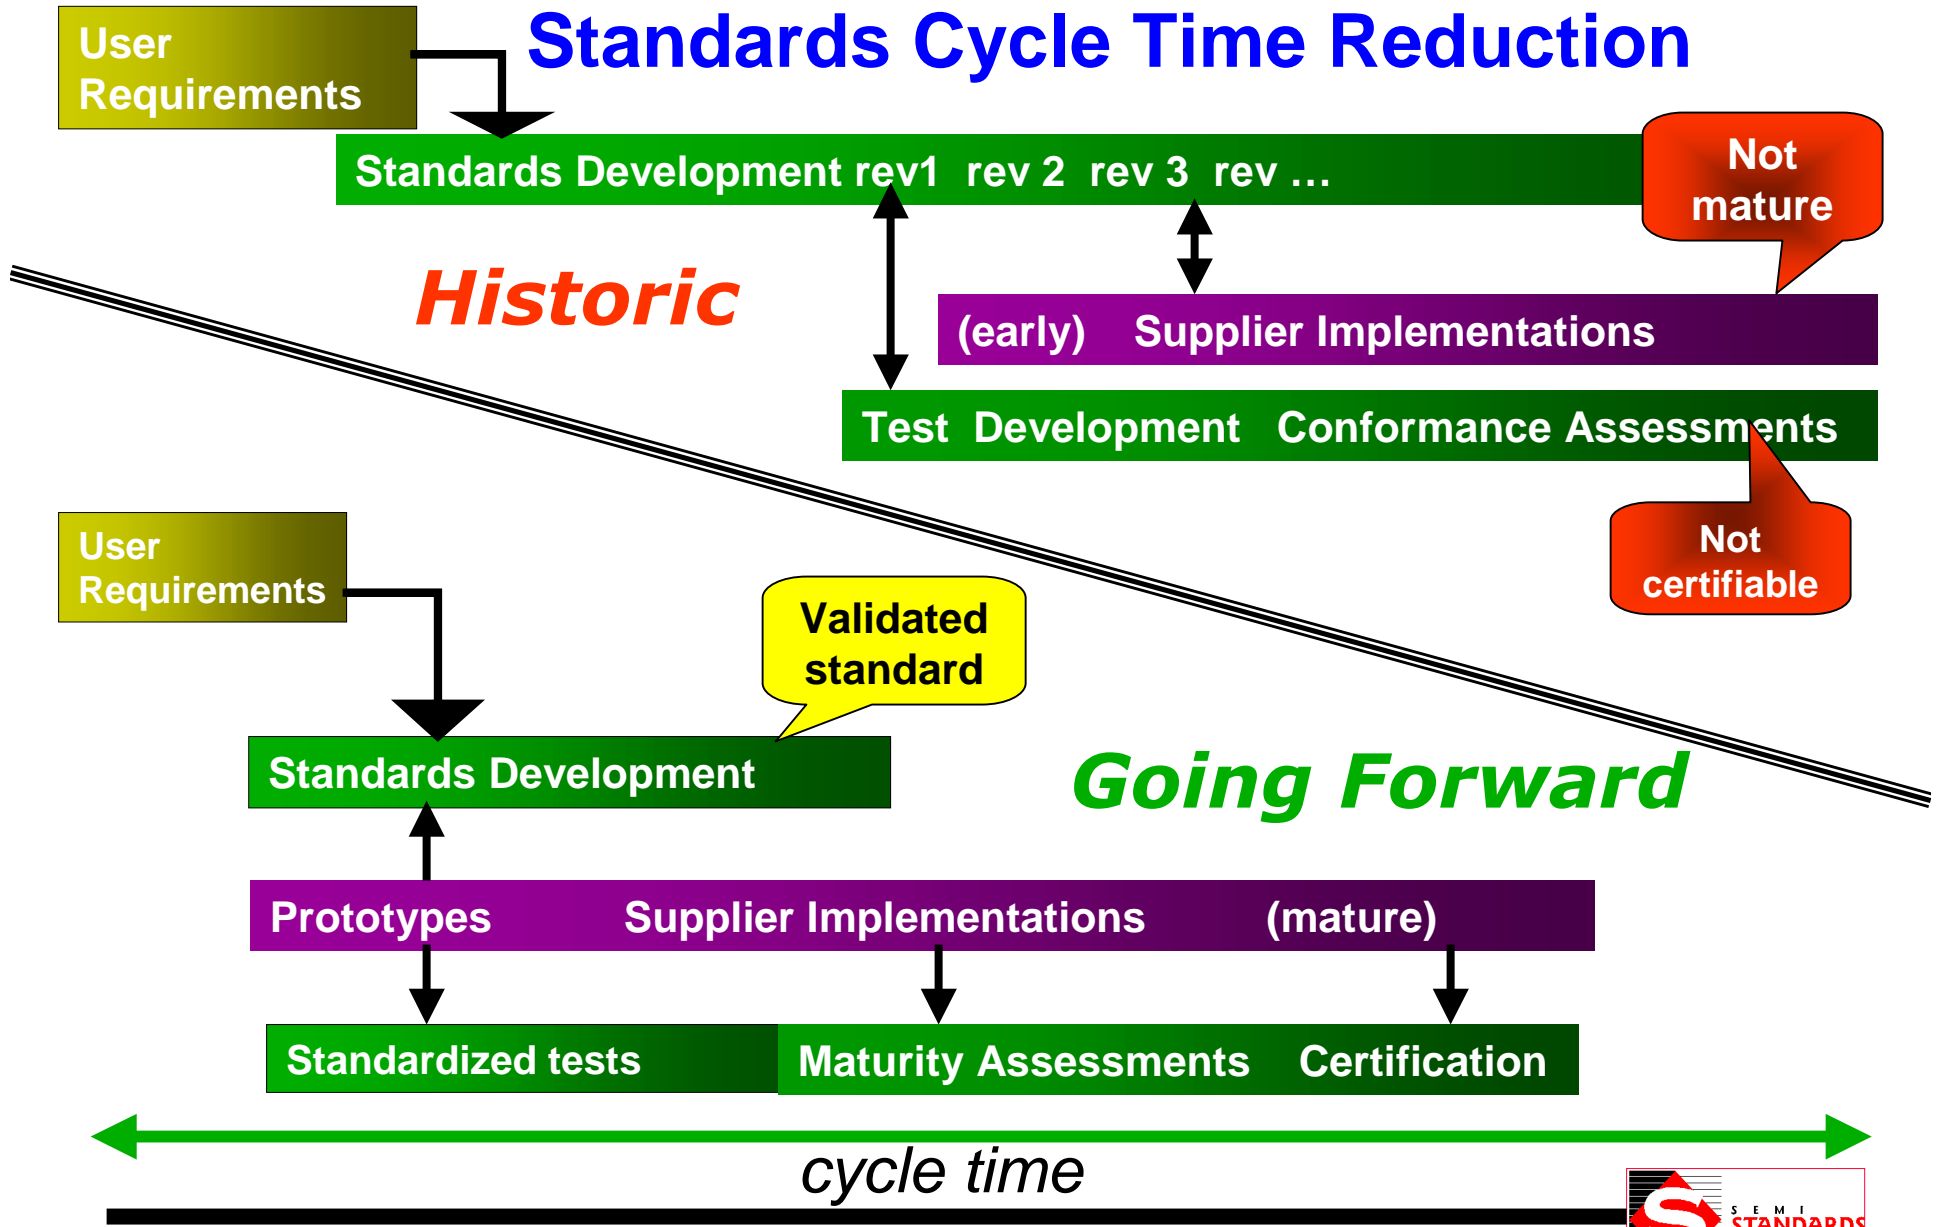 Standards Cycle Time Reduction
User
Requirements
Standards Development rev1 rev 2 rev 3 rev ...
Not
mature
Historic
(early) Supplier Implementations
Test Development Conformance Assessments
Not
certifiable
User
Requirements
Validated
standard
Standards Development
Going Forward
Prototypes Supplier Implementations (mature)
Standardized tests
Maturity Assessments Certification
cycle time
SEMI
STANDARDS